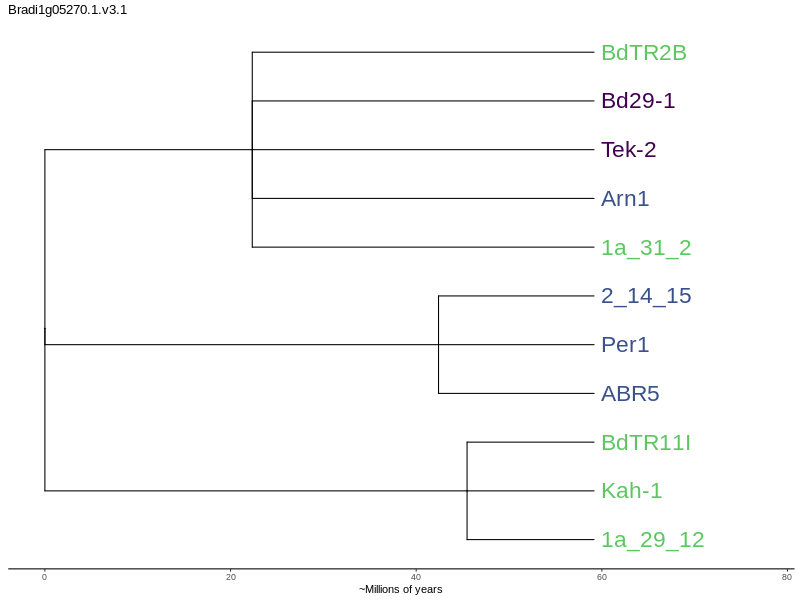 Bradi1g05270.1.v3.1
BdTR2B
Bd29-1
Tek-2
Arn1
1a_31_2
2_14_15
Per1
ABR5
BdTR11I
Kah-1
1a_29_12
0 20 40 60 80
~Millions of years